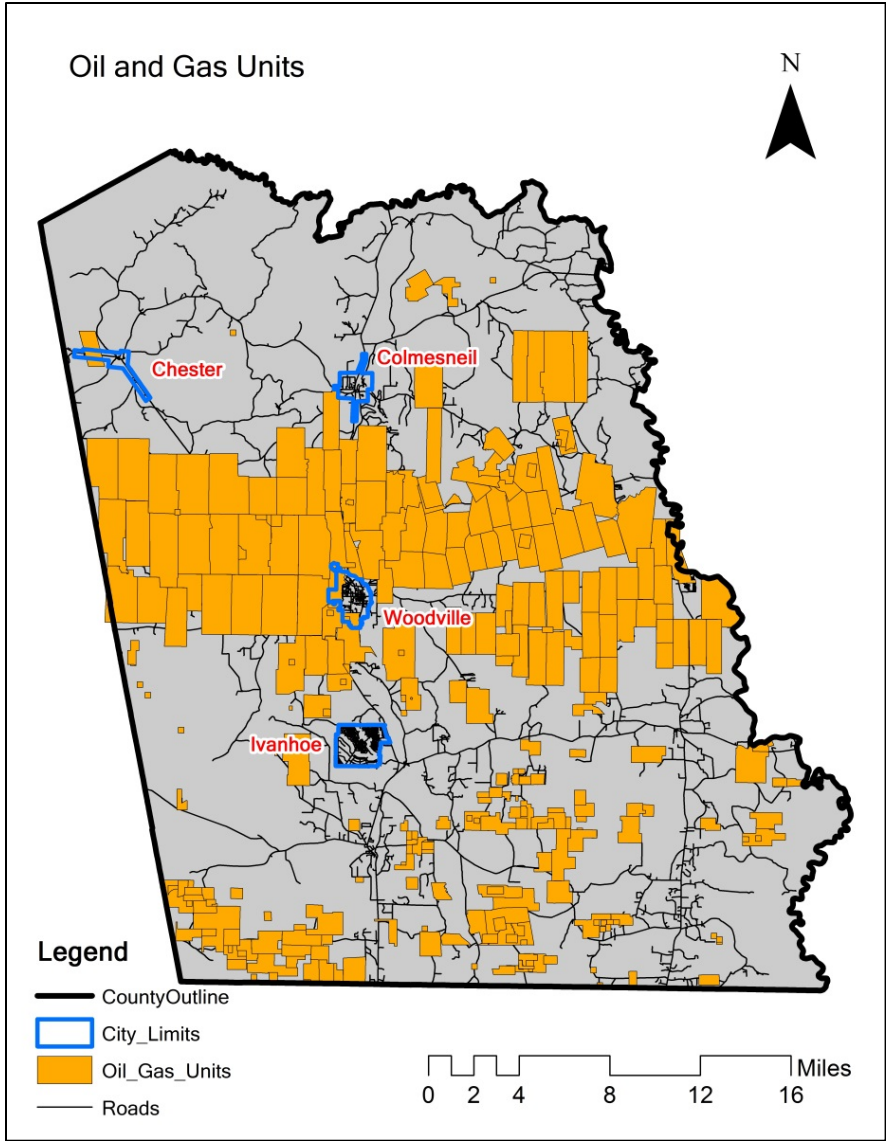 Oil and Gas Units
N
Colmesneil
Chester
Woodville
Ivanhoe
Legend
CountyOutline
City_Limits
Oil_Gas_Units
Roads
Miles
0 2 4 8 12 16